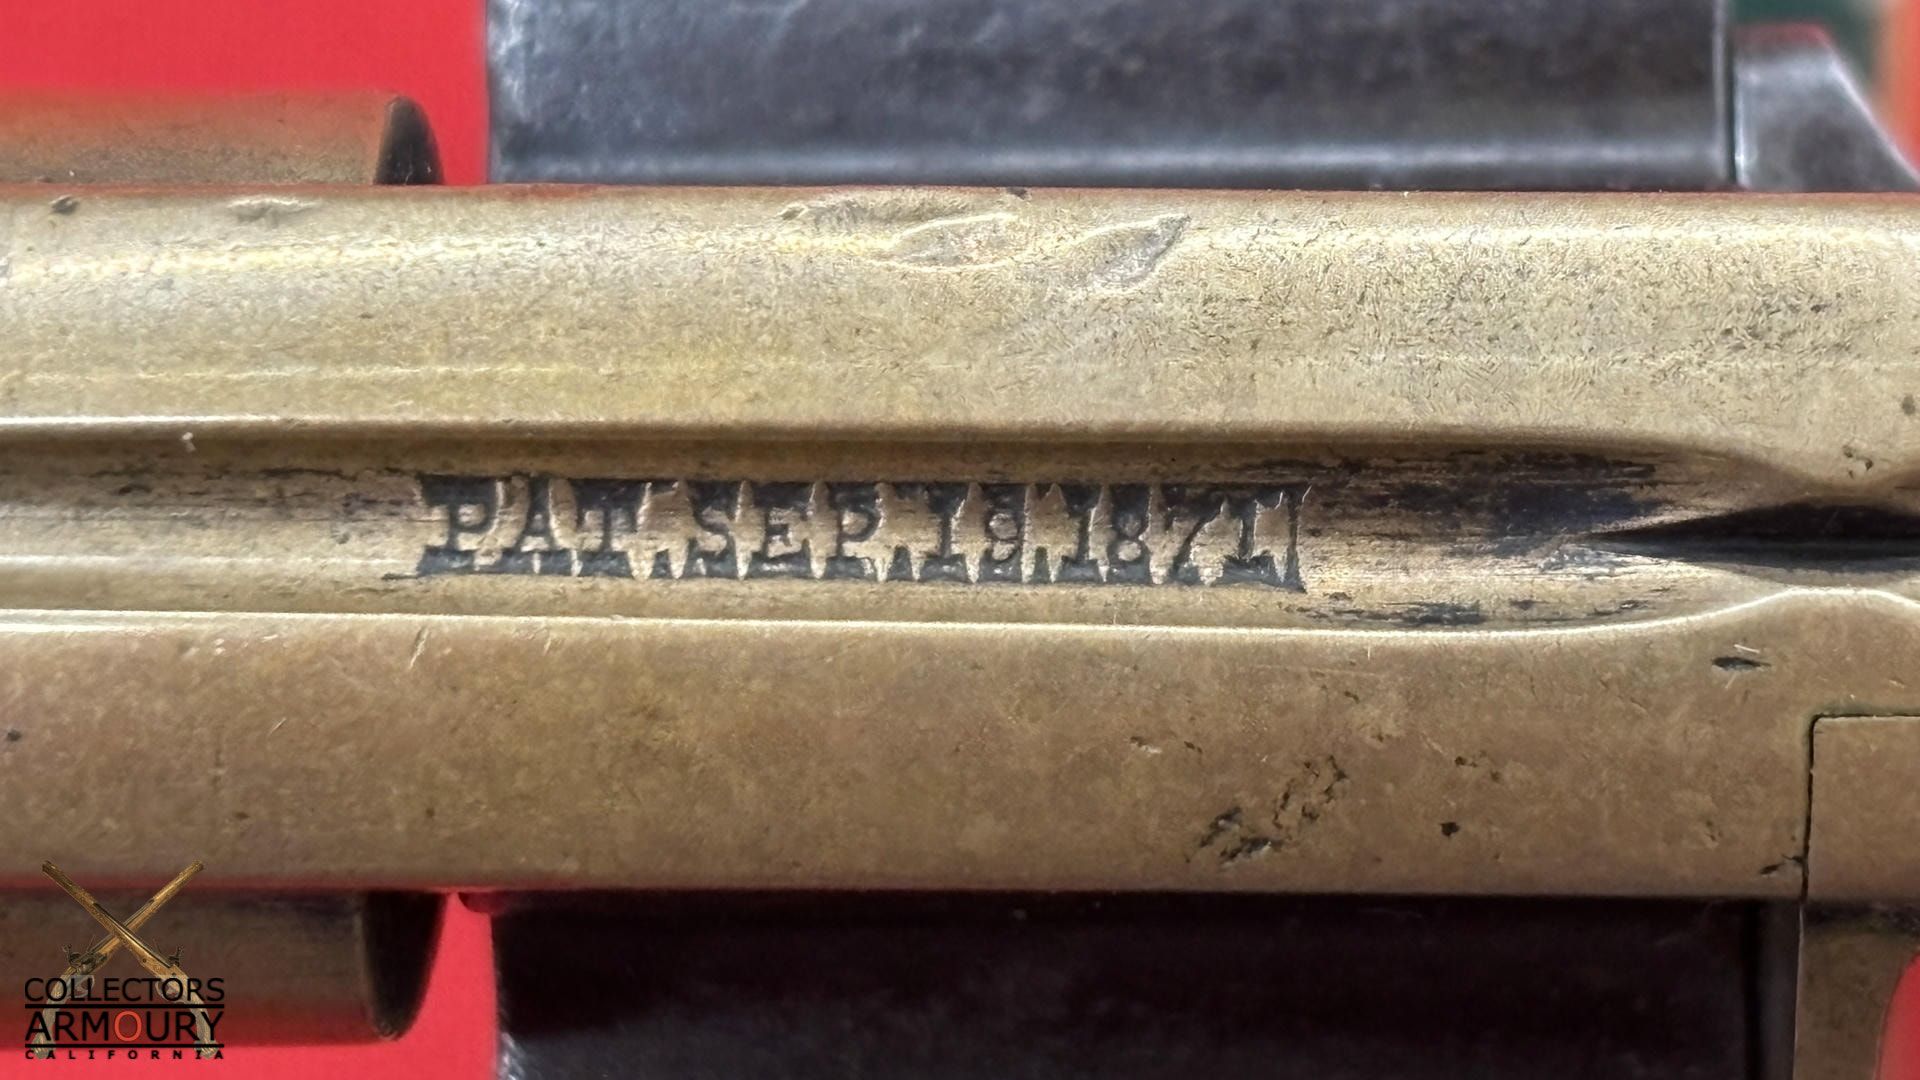 PAT. SEP. 19. 1871
COLLECTORS
ARMOURY
CALIFORNIA